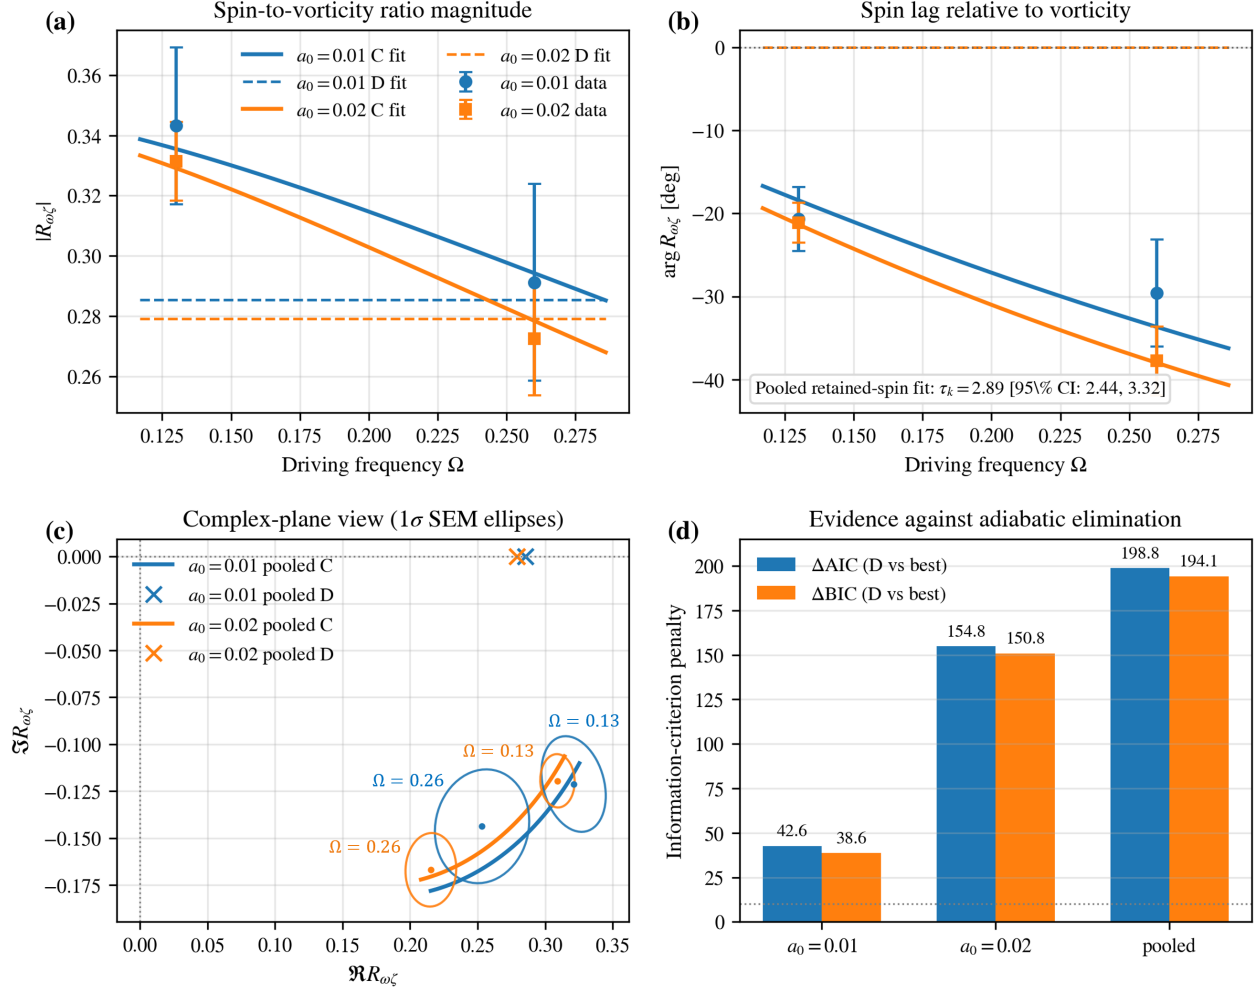 (a)
Spin-to-vorticity ratio magnitude
a₀ = 0.01 C fit
a₀ = 0.01 D fit
a₀ = 0.02 C fit
a₀ = 0.02 D fit
a₀ = 0.01 data
a₀ = 0.02 data
|R_ωζ|
0.36
0.34
0.32
0.30
0.28
0.26
0.125 0.150 0.175 0.200 0.225 0.250 0.275
Driving frequency Ω
(b)
Spin lag relative to vorticity
arg R_ωζ [deg]
0
−10
−20
−30
−40
Pooled retained-spin fit: τ_k = 2.89 [95\% CI: 2.44, 3.32]
0.125 0.150 0.175 0.200 0.225 0.250 0.275
Driving frequency Ω
(c)
Complex-plane view (1σ SEM ellipses)
a₀ = 0.01 pooled C
a₀ = 0.01 pooled D
a₀ = 0.02 pooled C
a₀ = 0.02 pooled D
ℑR_ωζ
0.000
−0.025
−0.050
−0.075
−0.100
−0.125
−0.150
−0.175
Ω = 0.13
Ω = 0.13
Ω = 0.26
Ω = 0.26
0.00 0.05 0.10 0.15 0.20 0.25 0.30 0.35
ℜR_ωζ
(d)
Evidence against adiabatic elimination
ΔAIC (D vs best)
ΔBIC (D vs best)
Information-criterion penalty
200
175
150
125
100
75
50
25
0
42.6
38.6
154.8
150.8
198.8
194.1
a₀ = 0.01
a₀ = 0.02
pooled